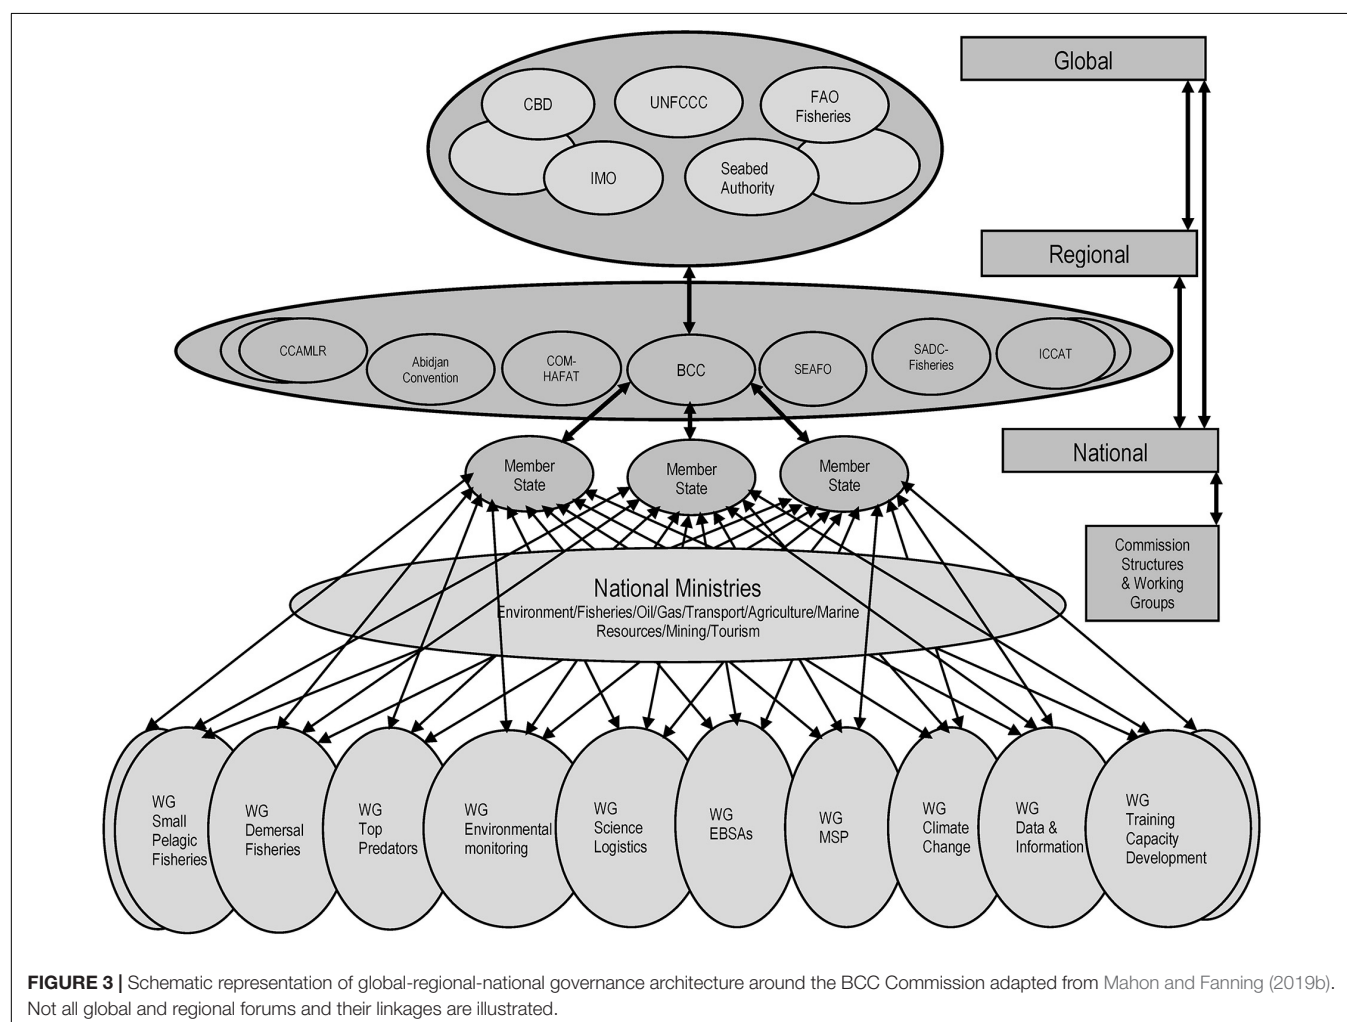 Global
CBD
UNFCCC
FAO
Fisheries
IMO
Seabed
Authority
Regional
CCAMLR
Abidjan
Convention
COM-
HAFAT
BCC
SEAFO
SADC-
Fisheries
ICCAT
National
Member
State
Member
State
Member
State
Commission
Structures
& Working
Groups
National Ministries
Environment/Fisheries/Oil/Gas/Transport/Agriculture/Marine
Resources/Mining/Tourism
WG
Small
Pelagic
Fisheries
WG
Demersal
Fisheries
WG
Top
Predators
WG
Environmental
monitoring
WG
Science
Logistics
WG
EBSAs
WG
MSP
WG
Climate
Change
WG
Data &
Information
WG
Training
Capacity
Development
FIGURE 3 | Schematic representation of global-regional-national governance architecture around the BCC Commission adapted from Mahon and Fanning (2019b).
Not all global and regional forums and their linkages are illustrated.